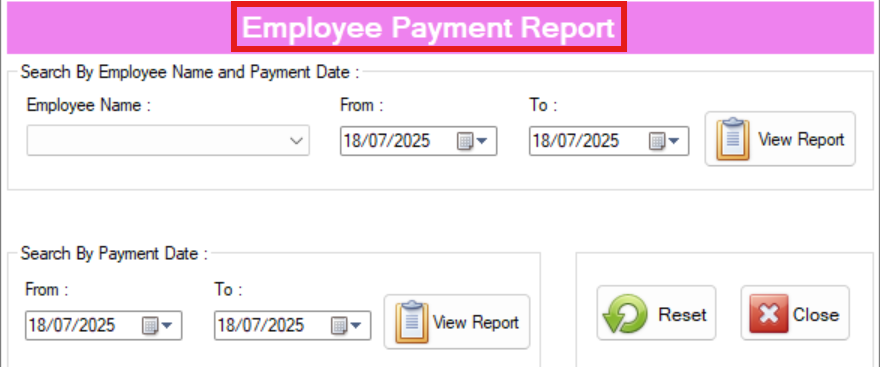 Employee Payment Report
Search By Employee Name and Payment Date :
Employee Name :
From :
To :
18/07/2025
18/07/2025
View Report
Search By Payment Date :
From :
To :
18/07/2025
18/07/2025
View Report
Reset
Close